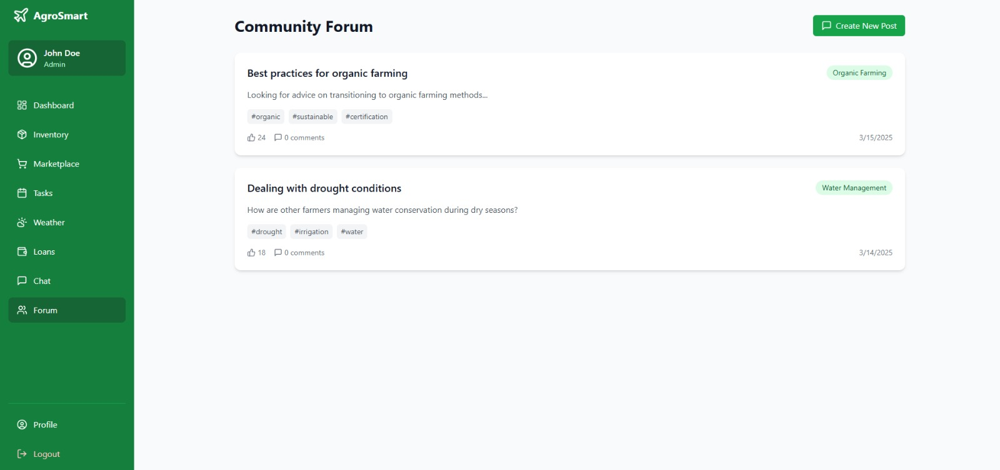 AgroSmart
John Doe
Admin
Dashboard
Inventory
Marketplace
Tasks
Weather
Loans
Chat
Forum
Profile
Logout
Community Forum
Create New Post
Best practices for organic farming
Organic Farming
Looking for advice on transitioning to organic farming methods...
#organic #sustainable #certification
24 0 comments 3/15/2025
Dealing with drought conditions
Water Management
How are other farmers managing water conservation during dry seasons?
#drought #irrigation #water
18 0 comments 3/14/2025